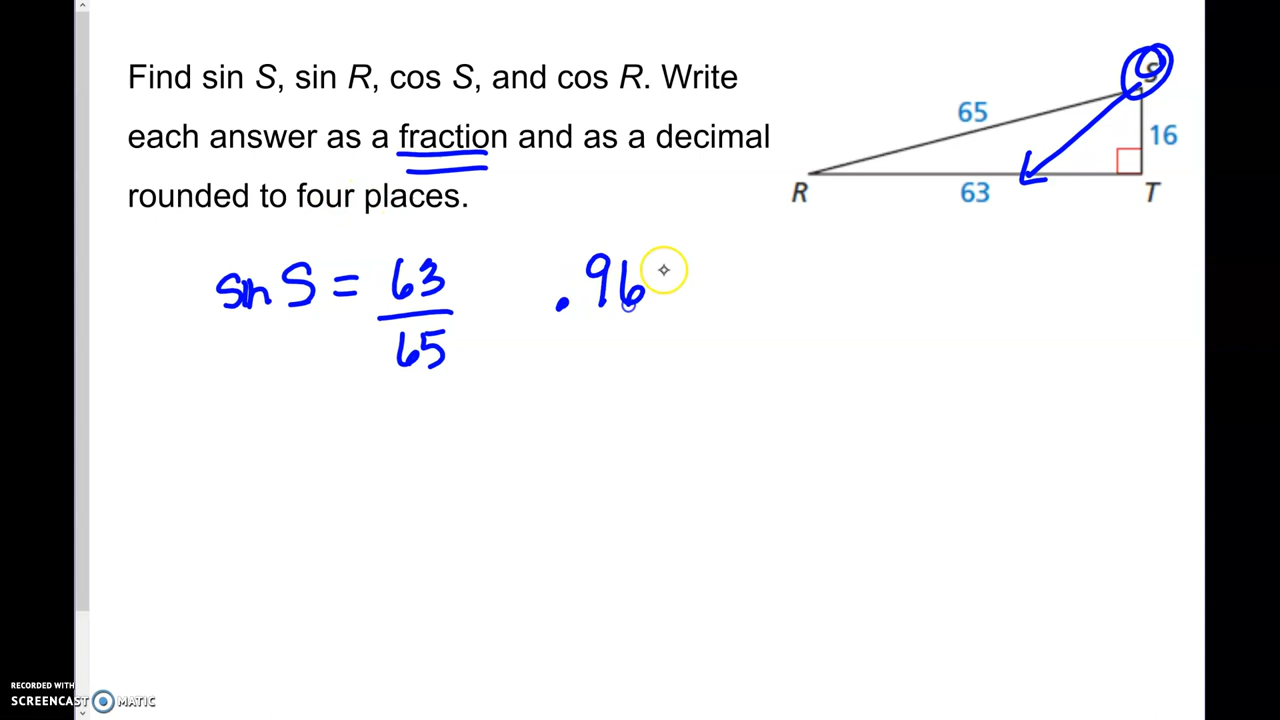 Find sin S, sin R, cos S, and cos R. Write
each answer as a fraction and as a decimal
rounded to four places.
S
65
16
R
63
T
sin S = 63
65
.96
RECORDED WITH
SCREENCAST MATIC